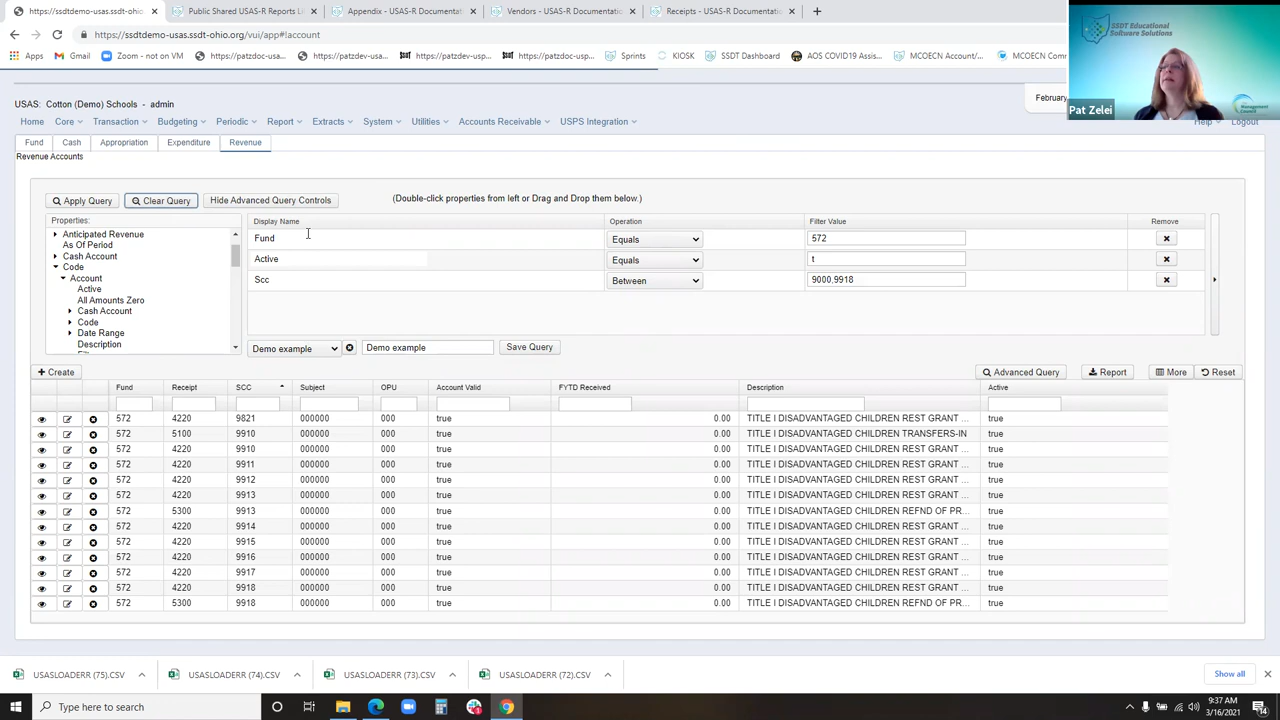 https://ssdtdemo-usas.ssdt-ohio. Public Shared USAS-R Reports Li Appendix - USAS-R Documentat Vendors - USAS-R Documentatio Receipts - USAS-R Documentatio
https://ssdtdemo-usas.ssdt-ohio.org/vui/app#!account
Apps Gmail Zoom - not on VM https://patzdoc-usa... https://patzdev-usa... https://patzdev-usp... https://patzdoc-usp... Sprints KIOSK SSDT Dashboard AOS COVID19 Assist... MCOECN Account/... MCOECN Comm
SSDT Educational
Software Solutions
Management
Council
Pat Zelei
USAS: Cotton (Demo) Schools - admin
February
Home Core Transaction Budgeting Periodic Report Extracts System Utilities Accounts Receivable USPS Integration Help Logout
Fund Cash Appropriation Expenditure Revenue
Revenue Accounts
Apply Query Clear Query Hide Advanced Query Controls (Double-click properties from left or Drag and Drop them below.)
Properties: Display Name Operation Filter Value Remove
Anticipated Revenue
As Of Period
Cash Account
Code
Account
Active
All Amounts Zero
Cash Account
Code
Date Range
Description
Fund Equals 572
Active Equals t
Scc Between 9000,9918
Demo example Demo example Save Query
Create Advanced Query Report More Reset
Fund Receipt SCC Subject OPU Account Valid FYTD Received Description Active
572 4220 9821 000000 000 true 0.00 TITLE I DISADVANTAGED CHILDREN REST GRANT ... true
572 5100 9910 000000 000 true 0.00 TITLE I DISADVANTAGED CHILDREN TRANSFERS-IN true
572 4220 9910 000000 000 true 0.00 TITLE I DISADVANTAGED CHILDREN REST GRANT ... true
572 4220 9911 000000 000 true 0.00 TITLE I DISADVANTAGED CHILDREN REST GRANT ... true
572 4220 9912 000000 000 true 0.00 TITLE I DISADVANTAGED CHILDREN REST GRANT ... true
572 4220 9913 000000 000 true 0.00 TITLE I DISADVANTAGED CHILDREN REST GRANT ... true
572 5300 9913 000000 000 true 0.00 TITLE I DISADVANTAGED CHILDREN REFND OF PR... true
572 4220 9914 000000 000 true 0.00 TITLE I DISADVANTAGED CHILDREN REST GRANT ... true
572 4220 9915 000000 000 true 0.00 TITLE I DISADVANTAGED CHILDREN REST GRANT ... true
572 4220 9916 000000 000 true 0.00 TITLE I DISADVANTAGED CHILDREN REST GRANT ... true
572 4220 9917 000000 000 true 0.00 TITLE I DISADVANTAGED CHILDREN REST GRANT ... true
572 4220 9918 000000 000 true 0.00 TITLE I DISADVANTAGED CHILDREN REST GRANT ... true
572 5300 9918 000000 000 true 0.00 TITLE I DISADVANTAGED CHILDREN REFND OF PR... true
USASLOADERR (75).CSV USASLOADERR (74).CSV USASLOADERR (73).CSV USASLOADERR (72).CSV Show all
Type here to search
9:37 AM
3/16/2021
14